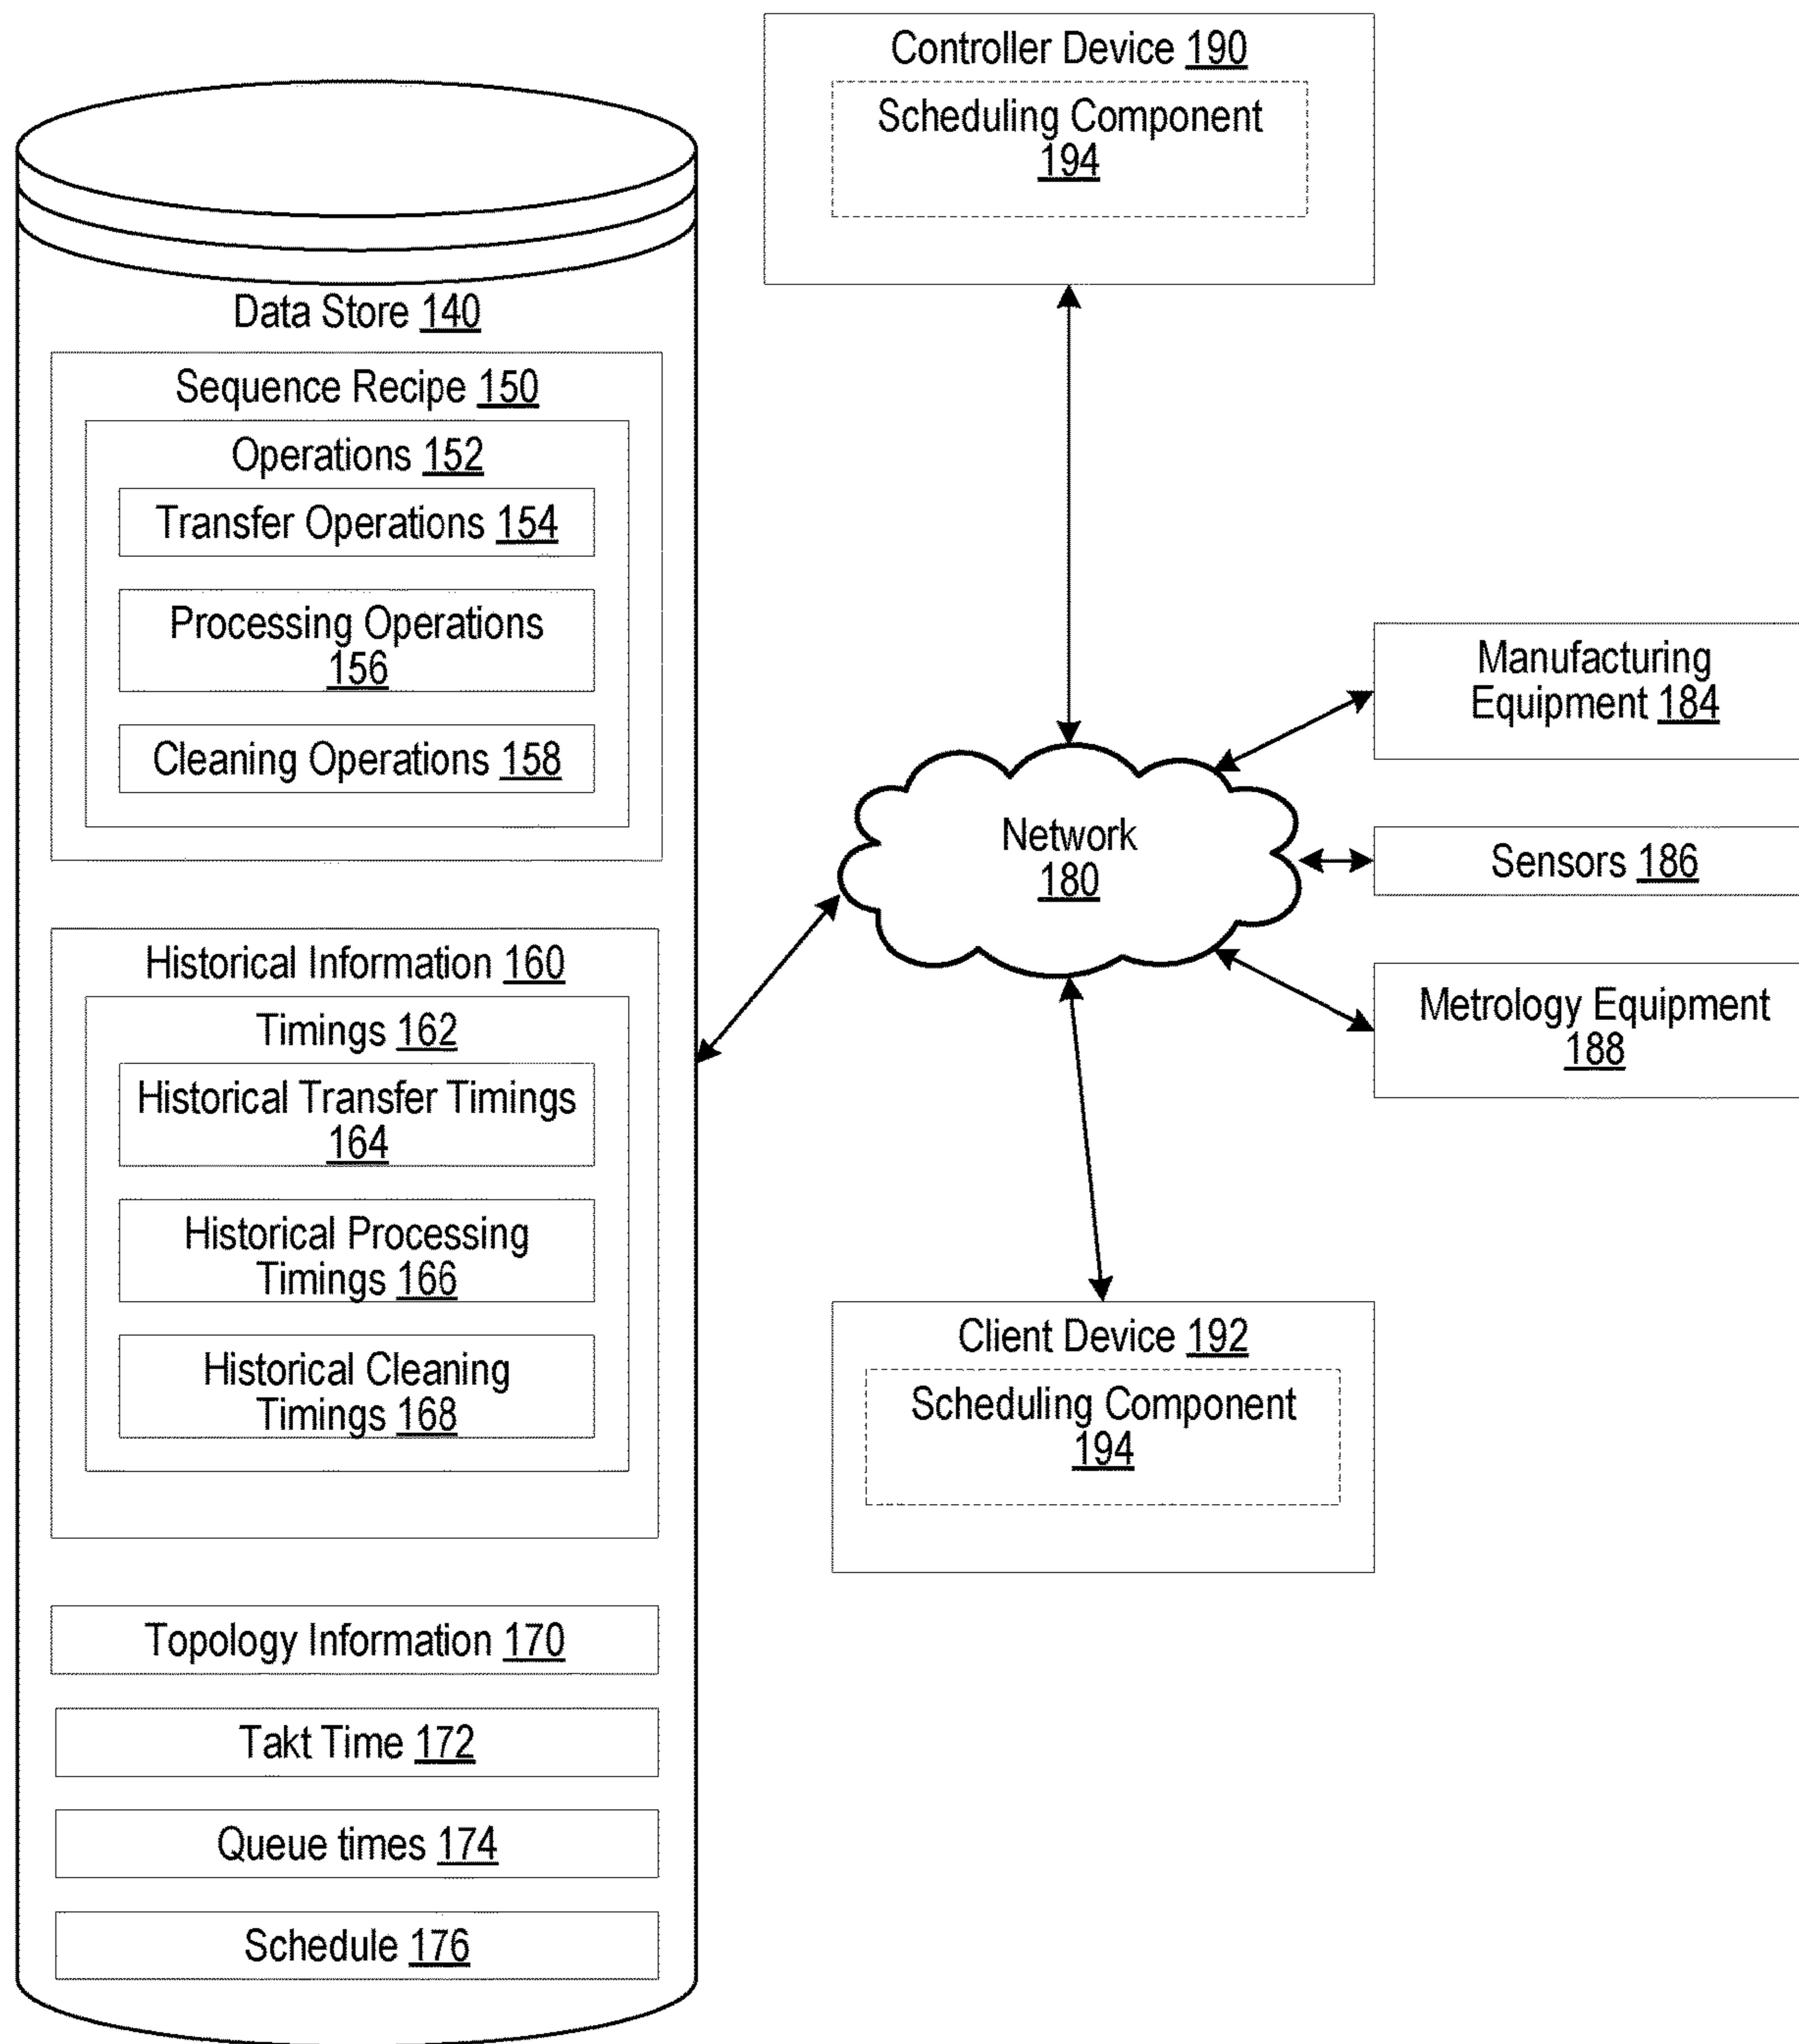 Data Store 140
Sequence Recipe 150
Operations 152
Transfer Operations 154
Processing Operations
156
Cleaning Operations 158
Historical Information 160
Timings 162
Historical Transfer Timings
164
Historical Processing
Timings 166
Historical Cleaning
Timings 168
Topology Information 170
Takt Time 172
Queue times 174
Schedule 176
Controller Device 190
Scheduling Component
194
Network
180
Manufacturing
Equipment 184
Sensors 186
Metrology Equipment
188
Client Device 192
Scheduling Component
194